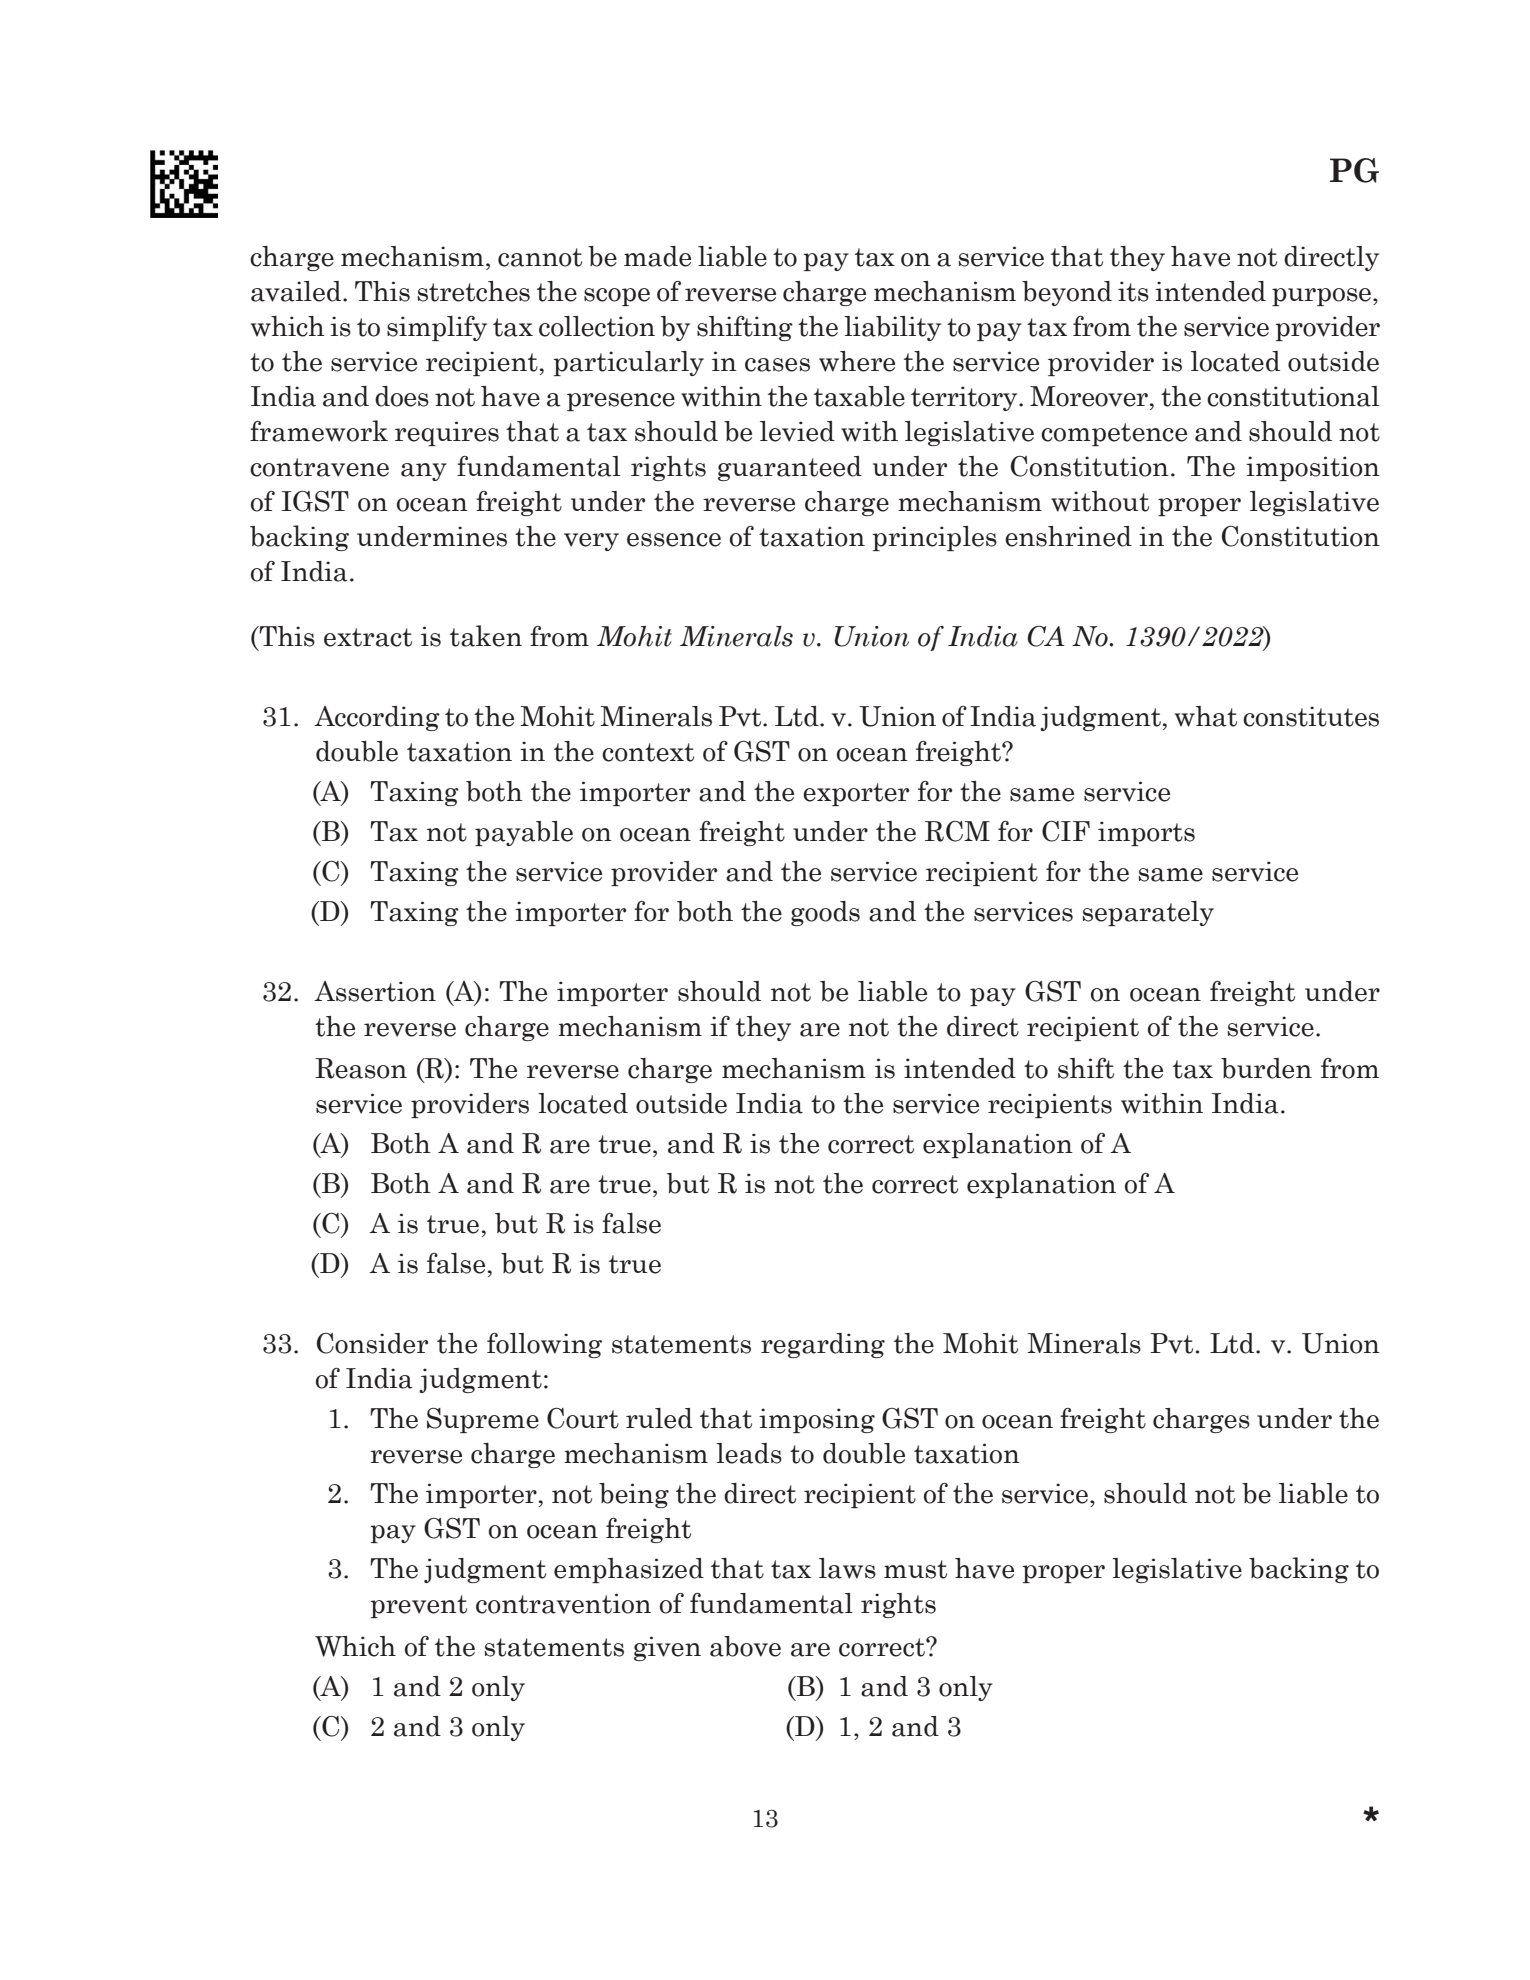 PG
charge mechanism, cannot be made liable to pay tax on a service that they have not directly
availed. This stretches the scope of reverse charge mechanism beyond its intended purpose,
which is to simplify tax collection by shifting the liability to pay tax from the service provider
to the service recipient, particularly in cases where the service provider is located outside
India and does not have a presence within the taxable territory. Moreover, the constitutional
framework requires that a tax should be levied with legislative competence and should not
contravene any fundamental rights guaranteed under the Constitution. The imposition
of IGST on ocean freight under the reverse charge mechanism without proper legislative
backing undermines the very essence of taxation principles enshrined in the Constitution
of India.
(This extract is taken from Mohit Minerals v. Union of India CA No. 1390/2022)
31. According to the Mohit Minerals Pvt. Ltd. v. Union of India judgment, what constitutes
double taxation in the context of GST on ocean freight?
(A) Taxing both the importer and the exporter for the same service
(B) Tax not payable on ocean freight under the RCM for CIF imports
(C) Taxing the service provider and the service recipient for the same service
(D) Taxing the importer for both the goods and the services separately
32. Assertion (A): The importer should not be liable to pay GST on ocean freight under
the reverse charge mechanism if they are not the direct recipient of the service.
Reason (R): The reverse charge mechanism is intended to shift the tax burden from
service providers located outside India to the service recipients within India.
(A) Both A and R are true, and R is the correct explanation of A
(B) Both A and R are true, but R is not the correct explanation of A
(C) A is true, but R is false
(D) A is false, but R is true
33. Consider the following statements regarding the Mohit Minerals Pvt. Ltd. v. Union
of India judgment:
1. The Supreme Court ruled that imposing GST on ocean freight charges under the
reverse charge mechanism leads to double taxation
2. The importer, not being the direct recipient of the service, should not be liable to
pay GST on ocean freight
3. The judgment emphasized that tax laws must have proper legislative backing to
prevent contravention of fundamental rights
Which of the statements given above are correct?
(A) 1 and 2 only (B) 1 and 3 only
(C) 2 and 3 only (D) 1, 2 and 3
13 *